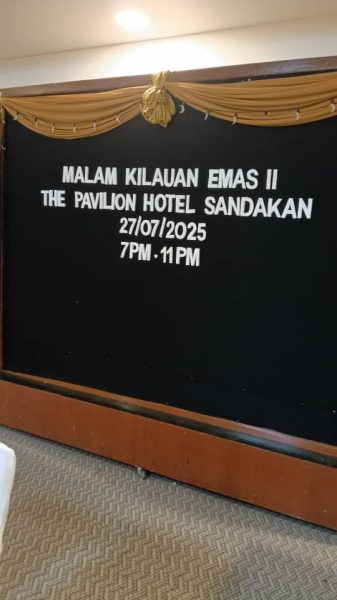 MALAM KILAUAN EMAS II
THE PAVILION HOTEL SANDAKAN
27/07/2025
7PM - 11PM